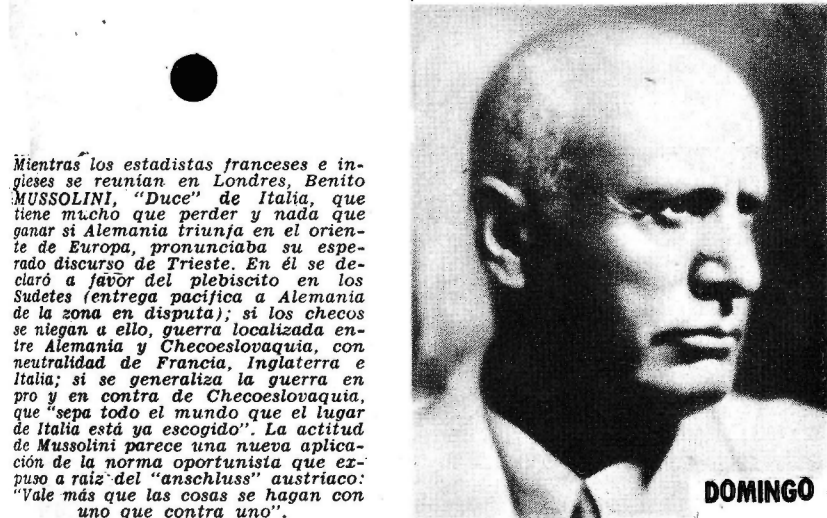 Mientras los estadistas franceses e in-
gleses se reunían en Londres, Benito
MUSSOLINI, "Duce" de Italia, que
tiene mucho que perder y nada que
ganar si Alemania triunfa en el orien-
te de Europa, pronunciaba su espe-
rado discurso de Trieste. En él se de-
claró a favor del plebiscito en los
Sudetes (entrega pacífica a Alemania
de la zona en disputa); si los checos
se niegan a ello, guerra localizada en-
tre Alemania y Checoeslovaquia, con
neutralidad de Francia, Inglaterra e
Italia; si se generaliza la guerra en
pro y en contra de Checoeslovaquia,
que "sepa todo el mundo que el lugar
de Italia está ya escogido". La actitud
de Mussolini parece una nueva aplica-
ción de la norma oportunista que ex-
puso a raíz del "anschluss" austriaco:
"Vale más que las cosas se hagan con
uno que contra uno".
DOMINGO